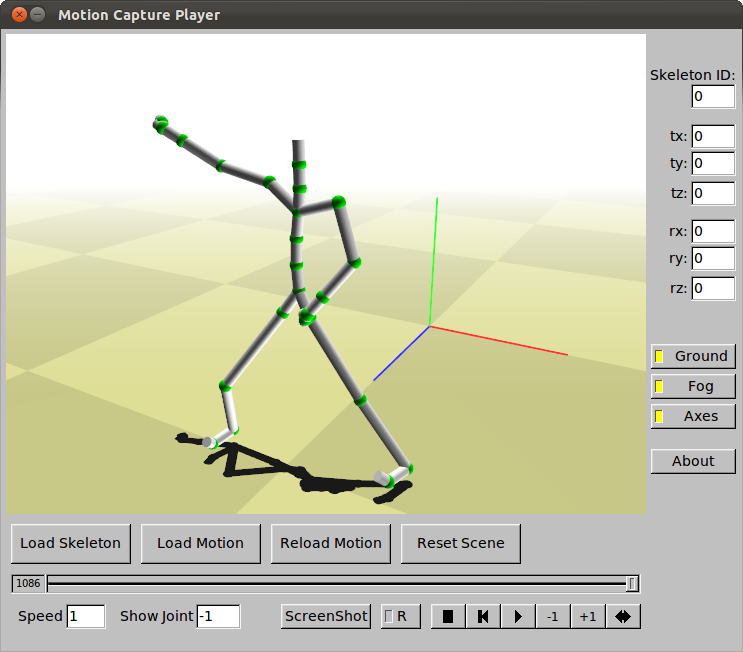 Motion Capture Player
Skeleton ID:
0
tx: 0
ty: 0
tz: 0
rx: 0
ry: 0
rz: 0
Ground
Fog
Axes
About
Load Skeleton Load Motion Reload Motion Reset Scene
1086
Speed 1 Show Joint -1 ScreenShot R -1 +1